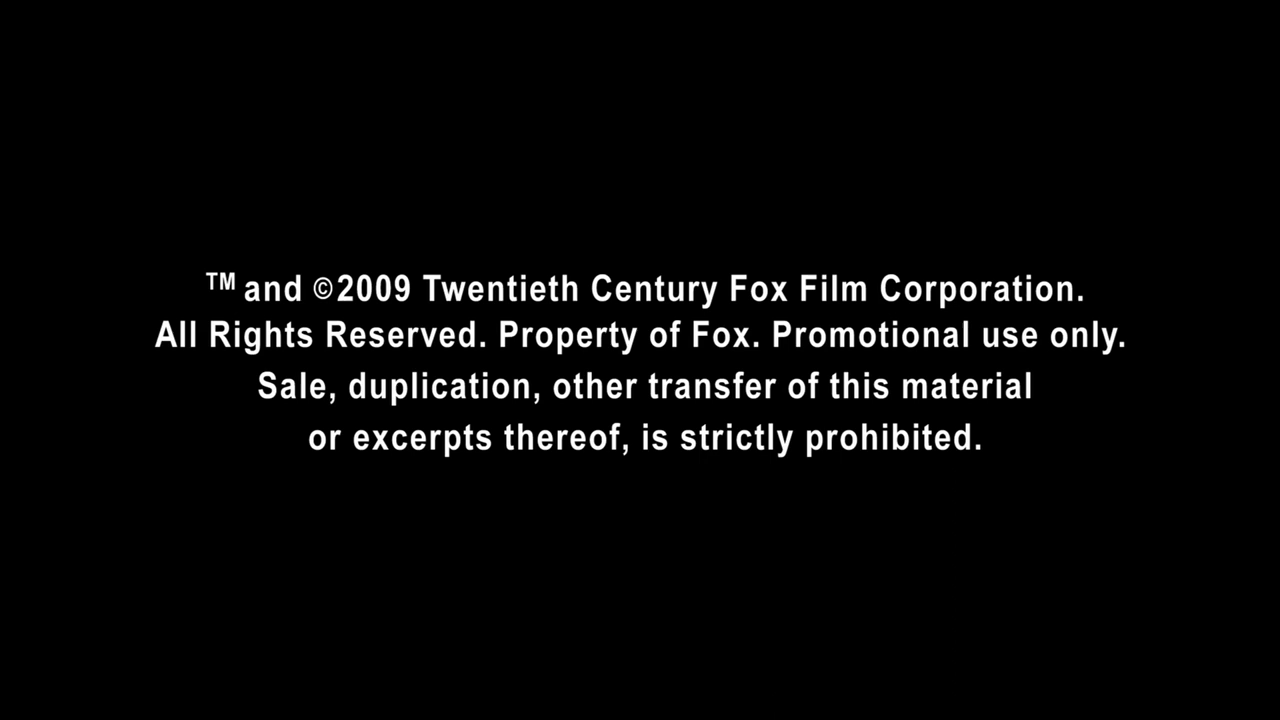 ™ and ©2009 Twentieth Century Fox Film Corporation.
All Rights Reserved. Property of Fox. Promotional use only.
Sale, duplication, other transfer of this material
or excerpts thereof, is strictly prohibited.